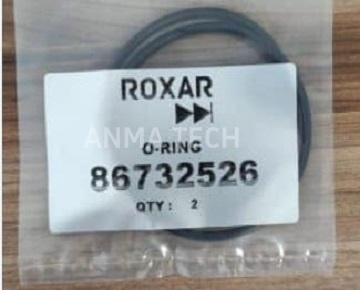 ROXAR
ANMA TECH
O-RING
86732526
QTY : 2